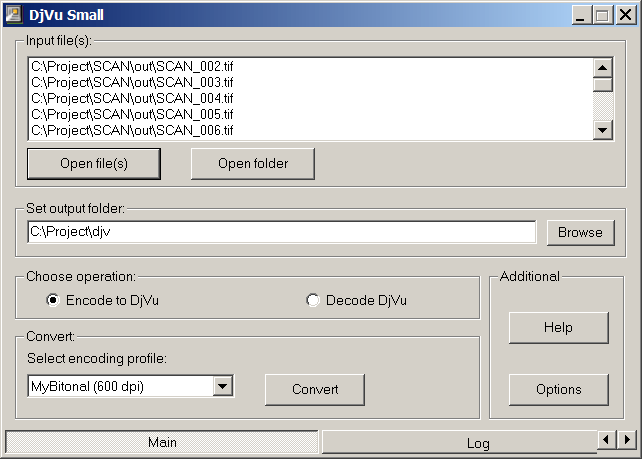 DjVu Small
Input file(s):
C:\Project\SCAN\out\SCAN_002.tif
C:\Project\SCAN\out\SCAN_003.tif
C:\Project\SCAN\out\SCAN_004.tif
C:\Project\SCAN\out\SCAN_005.tif
C:\Project\SCAN\out\SCAN_006.tif
Open file(s) Open folder
Set output folder:
C:\Project\djv Browse
Choose operation:
Encode to DjVu Decode DjVu
Additional
Help
Options
Convert:
Select encoding profile:
MyBitonal (600 dpi) Convert
Main Log